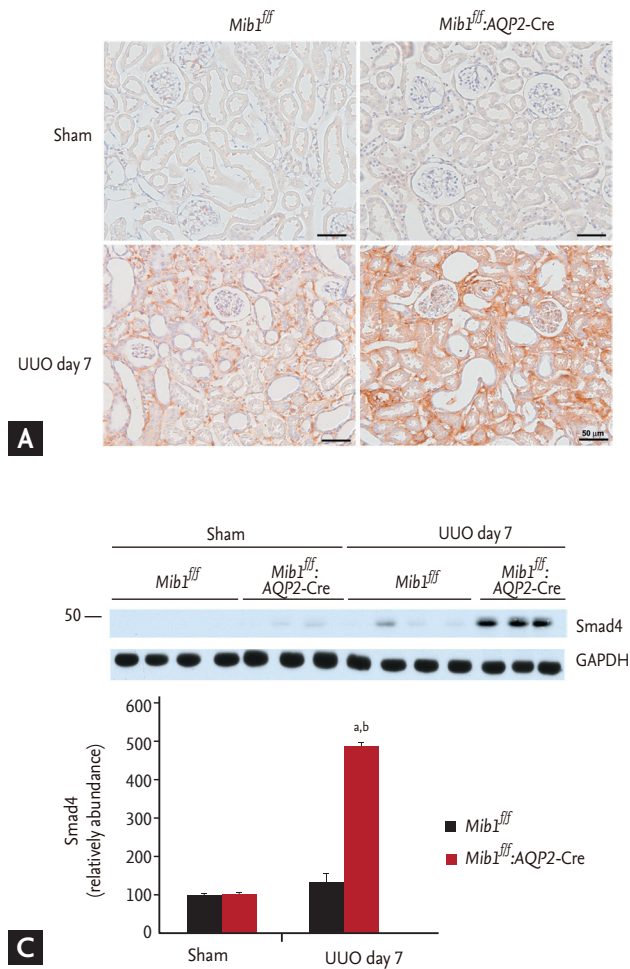 Mib1f/f
Mib1f/f:AQP2-Cre
Sham
UUO day 7
50 μm
A
Sham
UUO day 7
Mib1f/f
Mib1f/f:
AQP2-Cre
Mib1f/f
Mib1f/f:
AQP2-Cre
50
Smad4
GAPDH
Smad4
(relatively abundance)
600
500
400
300
200
100
0
a,b
Mib1f/f
Mib1f/f:AQP2-Cre
Sham
UUO day 7
C